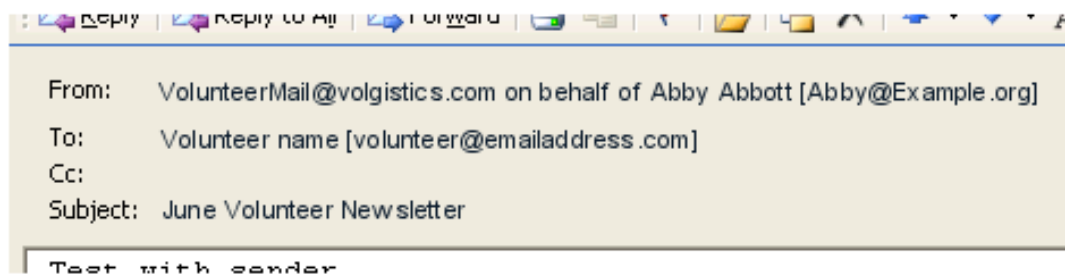 Reply Reply to All Forward
From: VolunteerMail@volgistics.com on behalf of Abby Abbott [Abby@Example.org]
To: Volunteer name [volunteer@emailaddress.com]
Cc:
Subject: June Volunteer Newsletter
Test with sender